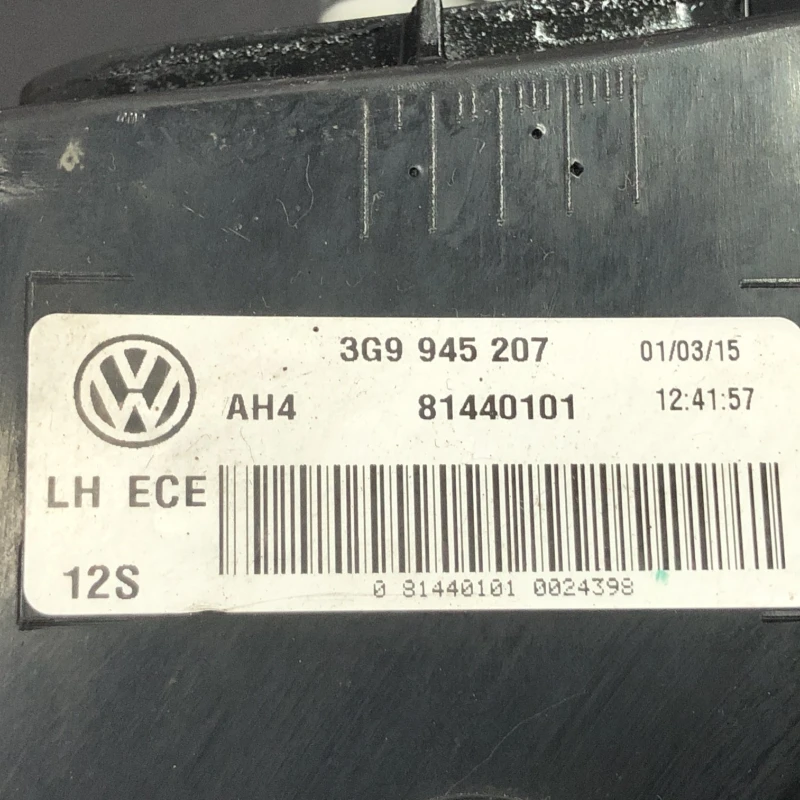 3G9 945 207 01/03/15
AH4 81440101 12:41:57
LH ECE
12S
0 81440101 0024398